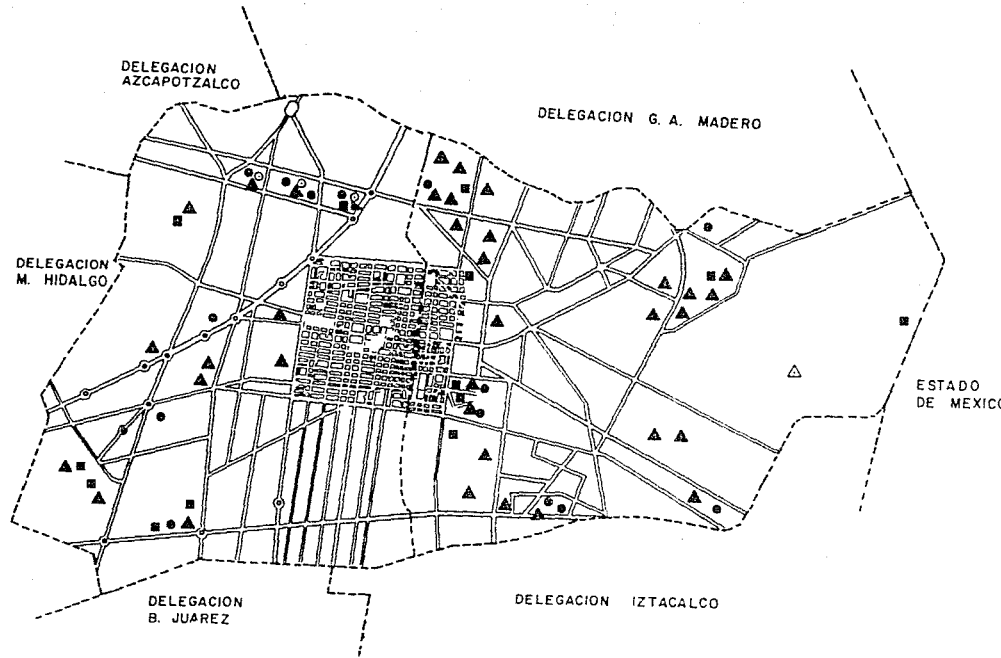 DELEGACION
AZCAPOTZALCO
DELEGACION G. A. MADERO
DELEGACION
M. HIDALGO
ESTADO
DE MEXICO
DELEGACION
B. JUAREZ
DELEGACION IZTACALCO